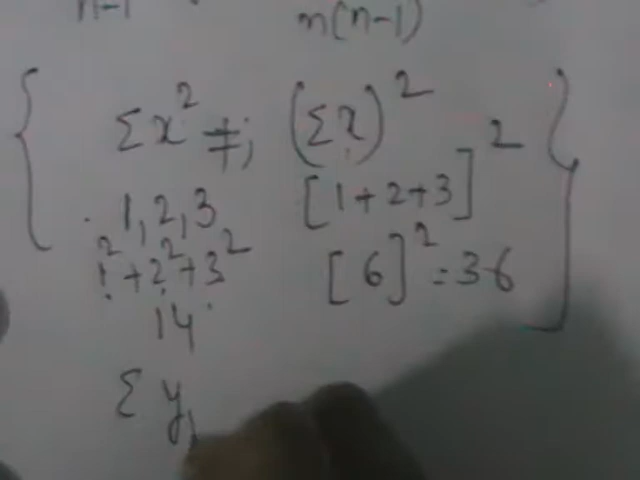 n-1 n(n-1)
{ Σx² ≠; (Σx)² }
1,2,3 [1+2+3]²
1²+2²+3² [6]²=36
14
Σy,